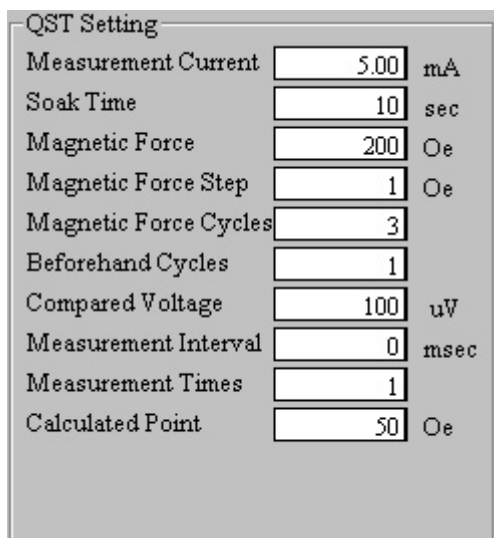 QST Setting
Measurement Current 5.00 mA
Soak Time 10 sec
Magnetic Force 200 Oe
Magnetic Force Step 1 Oe
Magnetic Force Cycles 3
Beforehand Cycles 1
Compared Voltage 100 uV
Measurement Interval 0 msec
Measurement Times 1
Calculated Point 50 Oe